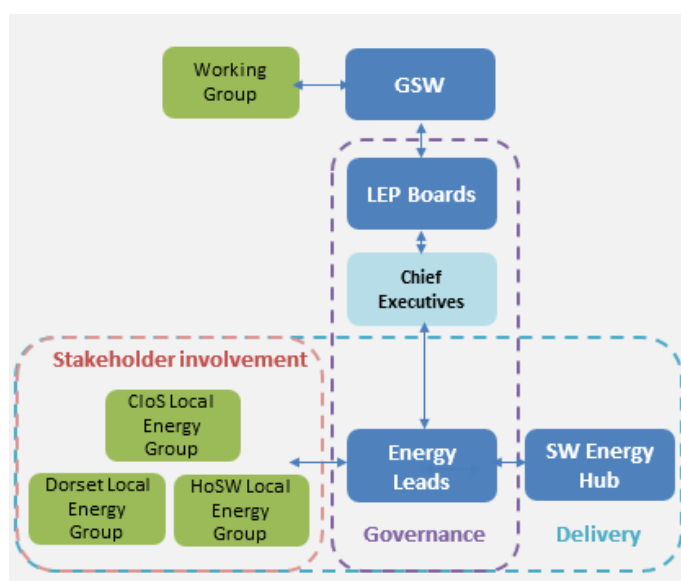 Working
Group
GSW
LEP Boards
Chief
Executives
Stakeholder involvement
CIoS Local
Energy
Group
Dorset Local
Energy
Group
HoSW Local
Energy
Group
Energy
Leads
SW Energy
Hub
Governance
Delivery